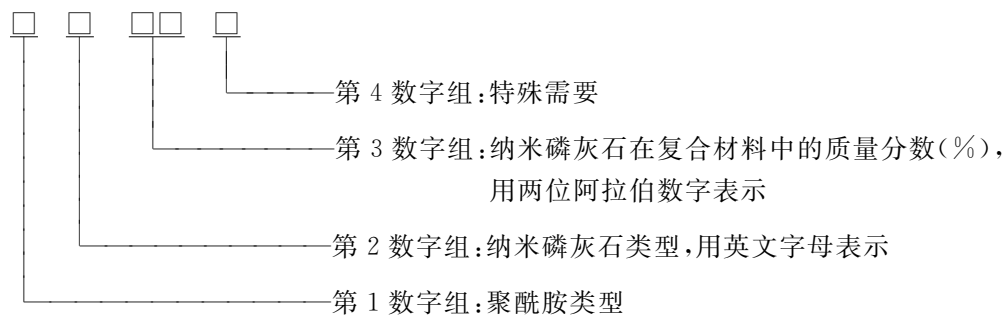 第 4 数字组:特殊需要
第 3 数字组:纳米磷灰石在复合材料中的质量分数(%),
用两位阿拉伯数字表示
第 2 数字组:纳米磷灰石类型,用英文字母表示
第 1 数字组:聚酰胺类型